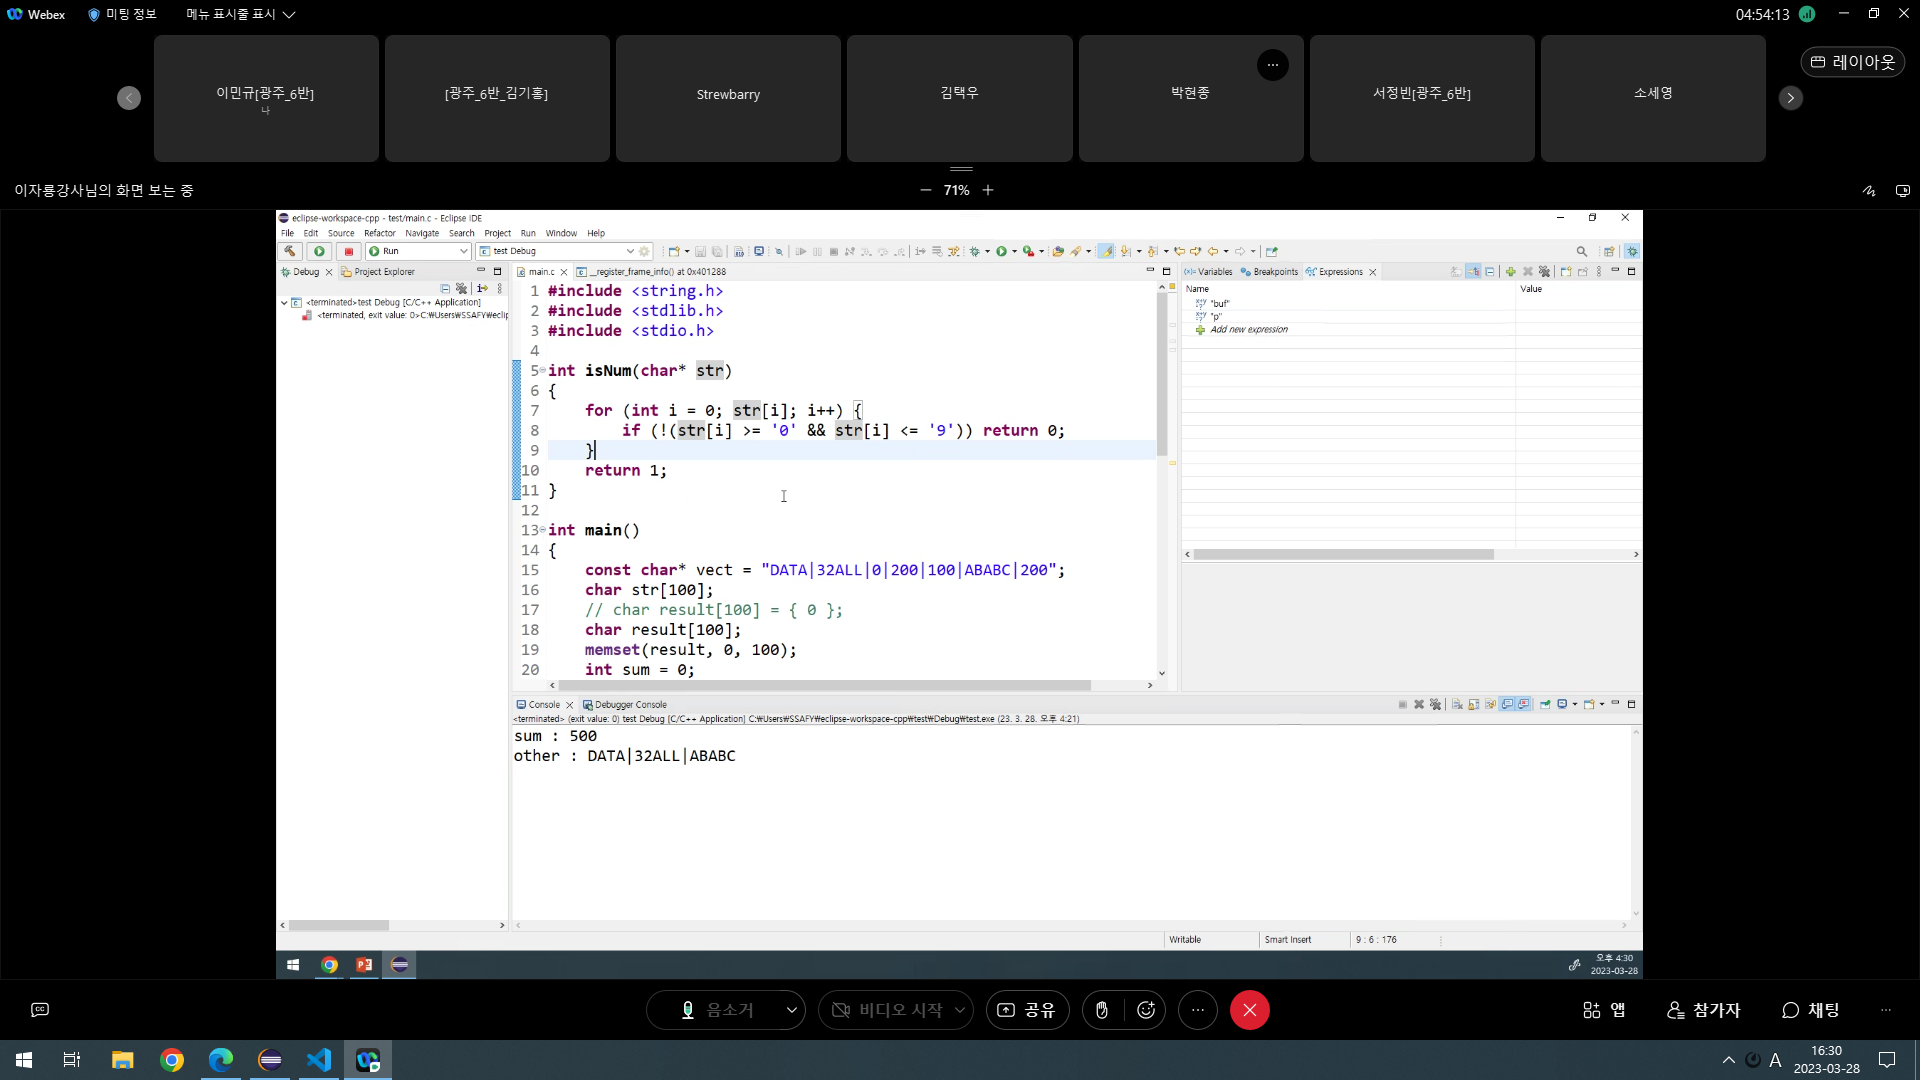 Webex 미팅 정보 메뉴 표시줄 표시 04:54:13
이민규[광주_6반]
나
[광주_6반_김기홍]
Strewbarry
김택우
박현종
서정빈[광주_6반]
소세영
레이아웃
이자룡강사님의 화면 보는 중
71%
eclipse-workspace-cpp - test/main.c - Eclipse IDE
File Edit Source Refactor Navigate Search Project Run Window Help
Run test Debug
Debug Project Explorer
<terminated>test Debug [C/C++ Application]
<terminated, exit value: 0>C:₩Users₩SSAFY₩eclip
main.c __register_frame_info() at 0x401288
1 #include <string.h>
2 #include <stdlib.h>
3 #include <stdio.h>
4
5 int isNum(char* str)
6 {
7 for (int i = 0; str[i]; i++) {
8 if (!(str[i] >= '0' && str[i] <= '9')) return 0;
9 }
10 return 1;
11 }
12
13 int main()
14 {
15 const char* vect = "DATA|32ALL|0|200|100|ABABC|200";
16 char str[100];
17 // char result[100] = { 0 };
18 char result[100];
19 memset(result, 0, 100);
20 int sum = 0;
Variables Breakpoints Expressions
Name Value
"buf"
"p"
Add new expression
Console Debugger Console
<terminated> (exit value: 0) test Debug [C/C++ Application] C:₩Users₩SSAFY₩eclipse-workspace-cpp₩test₩Debug₩test.exe (23. 3. 28. 오후 4:21)
sum : 500
other : DATA|32ALL|ABABC
Writable Smart Insert 9 : 6 : 176
오후 4:30
2023-03-28
음소거 비디오 시작 공유 앱 참가자 채팅
A
16:30
2023-03-28